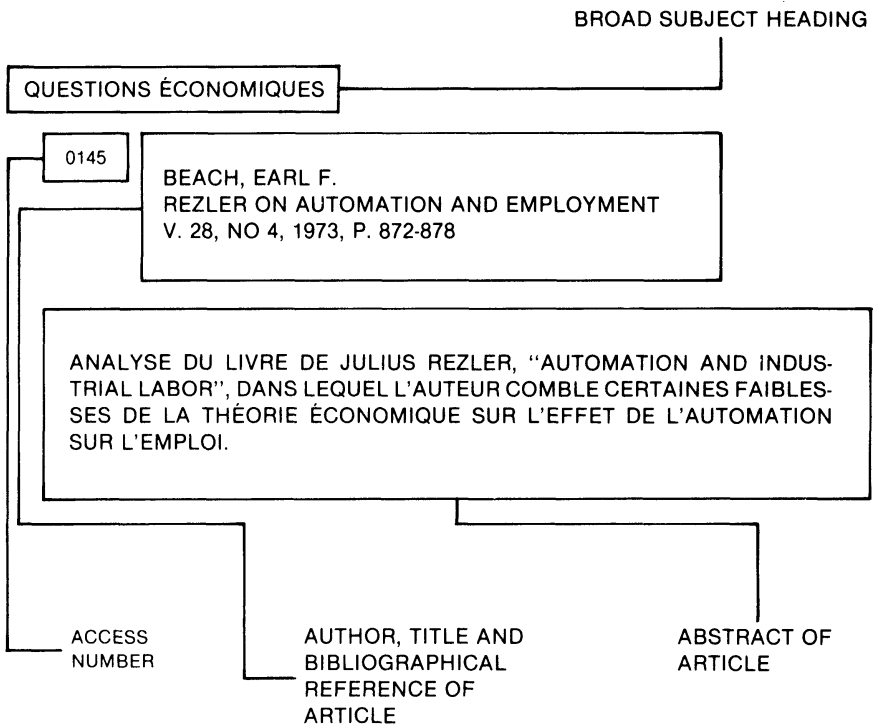 BROAD SUBJECT HEADING
QUESTIONS ÉCONOMIQUES
0145
BEACH, EARL F.
REZLER ON AUTOMATION AND EMPLOYMENT
V. 28, NO 4, 1973, P. 872-878
ANALYSE DU LIVRE DE JULIUS REZLER, "AUTOMATION AND INDUS-
TRIAL LABOR", DANS LEQUEL L'AUTEUR COMBLE CERTAINES FAIBLES-
SES DE LA THÉORIE ÉCONOMIQUE SUR L'EFFET DE L'AUTOMATION
SUR L'EMPLOI.
ACCESS
NUMBER
AUTHOR, TITLE AND
BIBLIOGRAPHICAL
REFERENCE OF
ARTICLE
ABSTRACT OF
ARTICLE